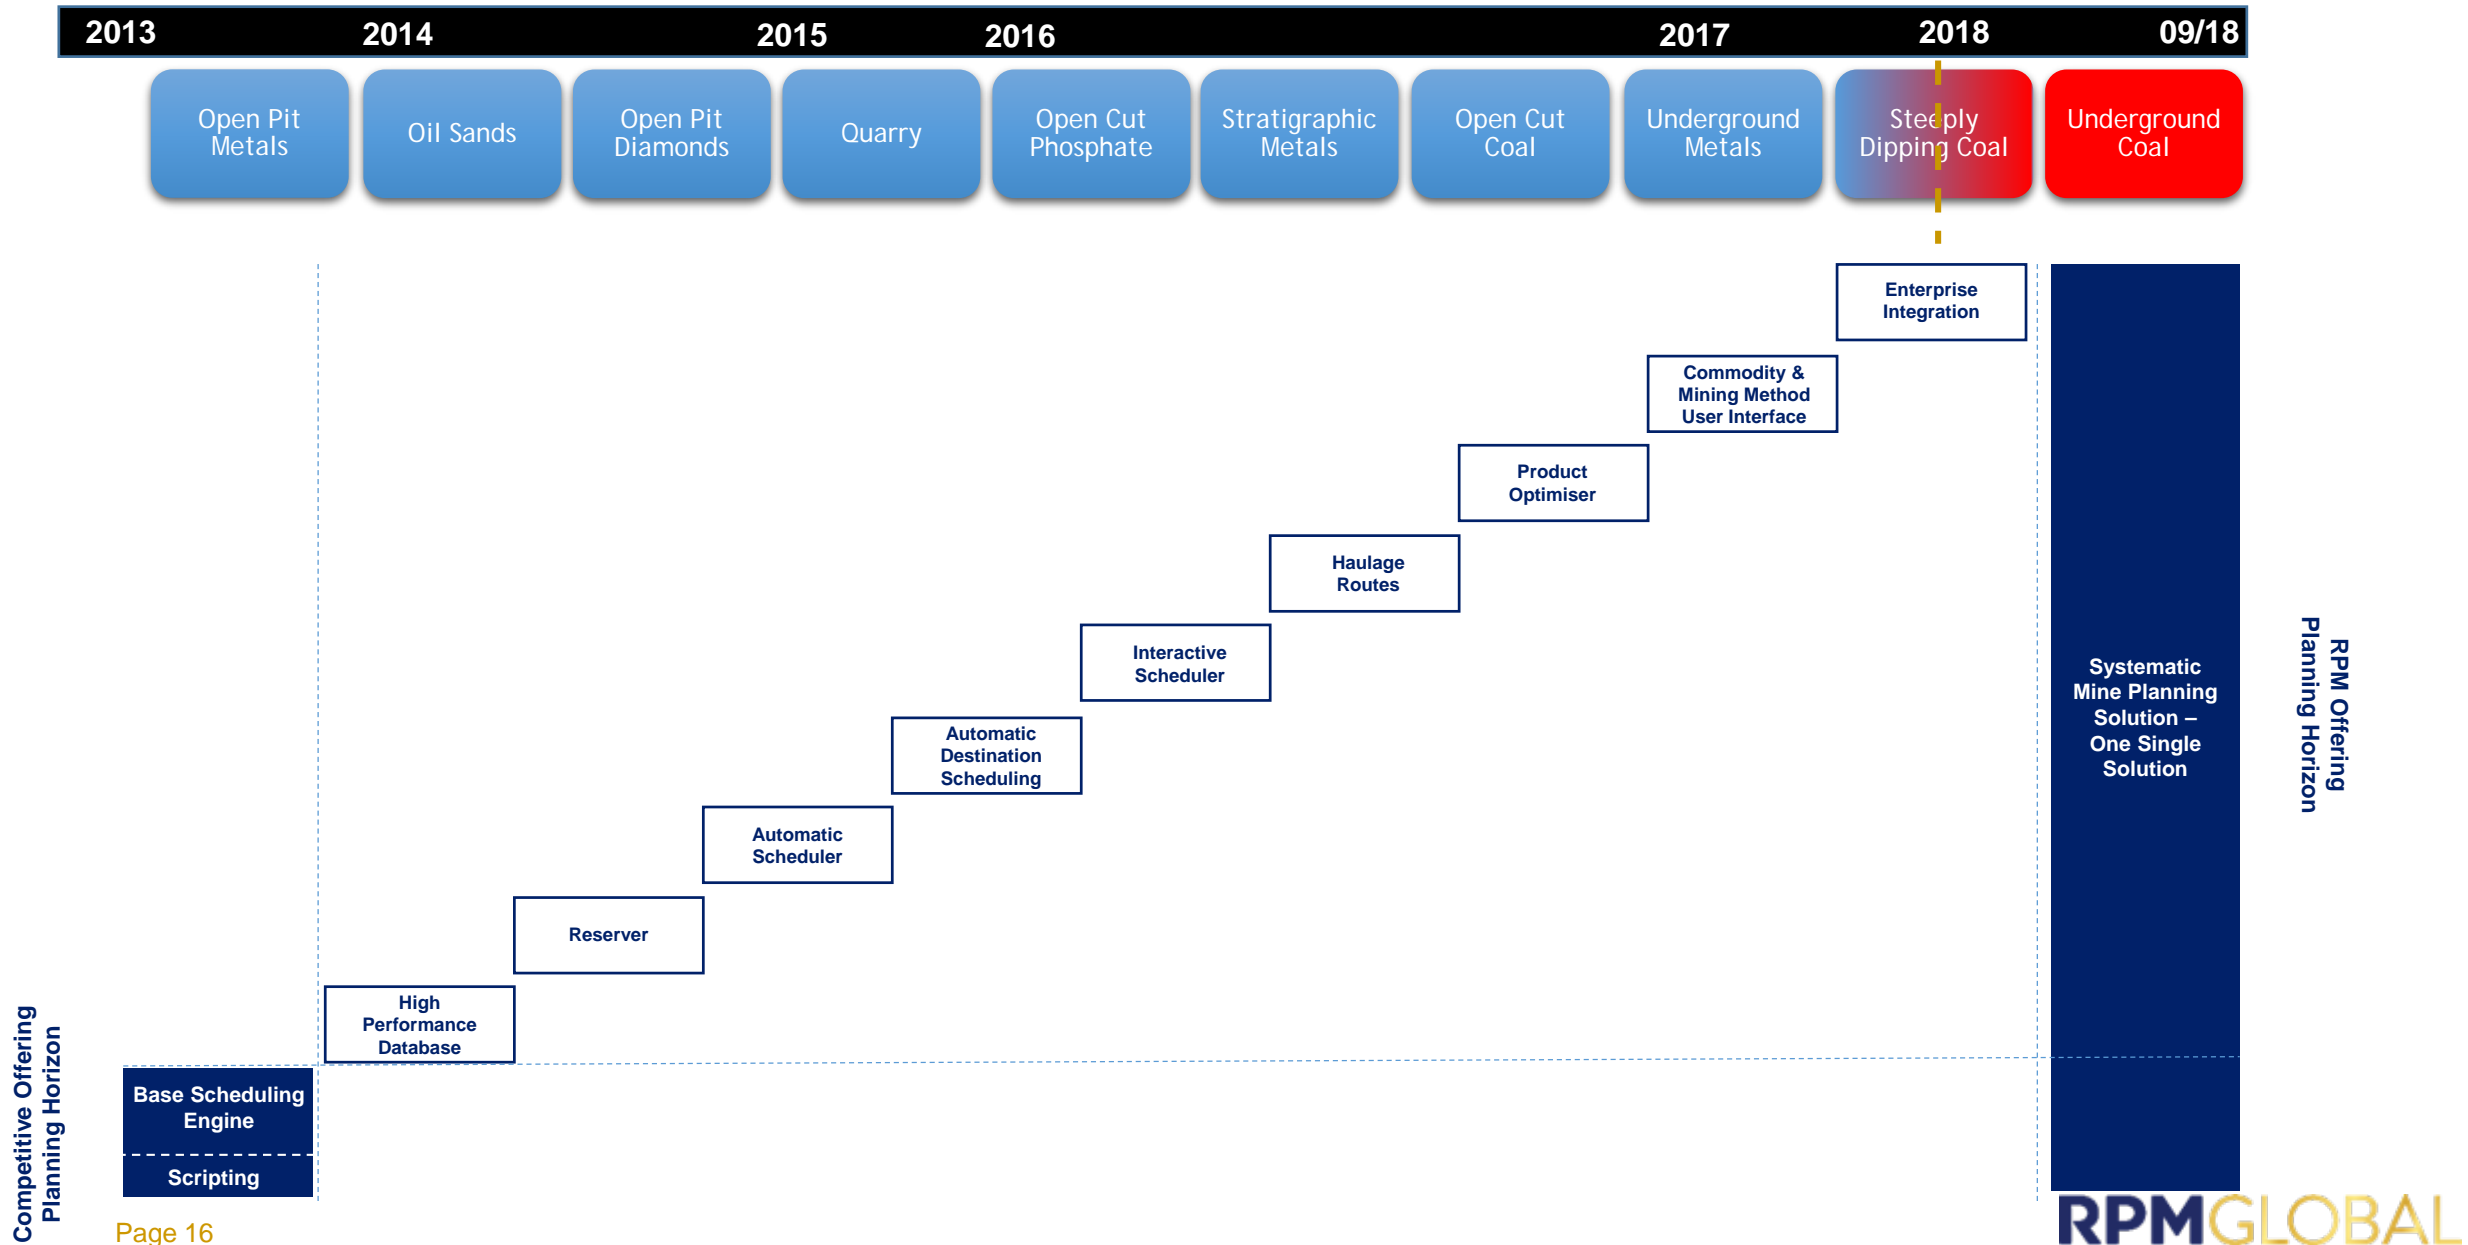 2013 2014 2015 2016 2017 2018 09/18
Open Pit
Metals
Oil Sands
Open Pit
Diamonds
Quarry
Open Cut
Phosphate
Stratigraphic
Metals
Open Cut
Coal
Underground
Metals
Steeply
Dipping Coal
Underground
Coal
Enterprise
Integration
Commodity &
Mining Method
User Interface
Product
Optimiser
Haulage
Routes
Interactive
Scheduler
Automatic
Destination
Scheduling
Automatic
Scheduler
Reserver
High
Performance
Database
Base Scheduling
Engine
Scripting
Competitive Offering
Planning Horizon
Systematic
Mine Planning
Solution –
One Single
Solution
RPM Offering
Planning Horizon
Page 16
RPMGLOBAL